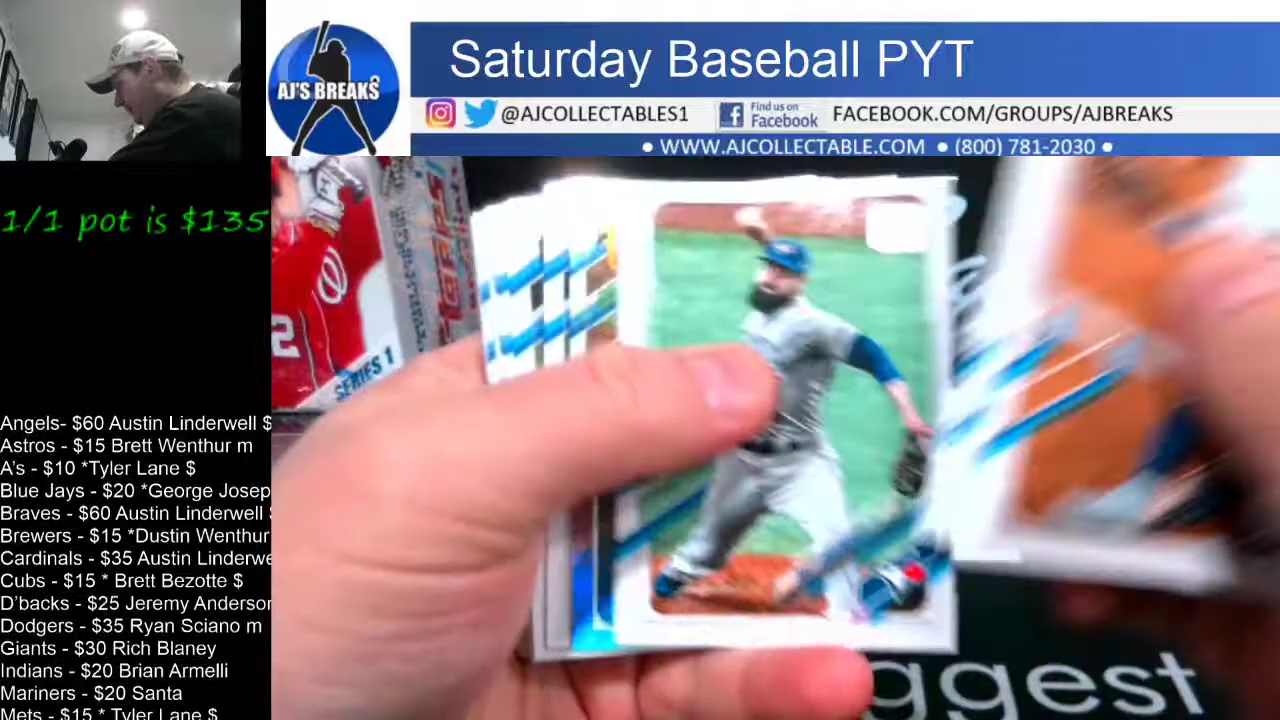 Saturday Baseball PYT
AJ'S BREAKS
@AJCOLLECTABLES1
Find us on
Facebook
FACEBOOK.COM/GROUPS/AJBREAKS
• WWW.AJCOLLECTABLE.COM • (800) 781-2030 •
1/1 pot is $135
SERIES 1
Angels- $60 Austin Linderwell $
Astros - $15 Brett Wenthur m
A's - $10 *Tyler Lane $
Blue Jays - $20 *George Josep
Braves - $60 Austin Linderwell $
Brewers - $15 *Dustin Wenthur
Cardinals - $35 Austin Linderwe
Cubs - $15 * Brett Bezotte $
D'backs - $25 Jeremy Anderson
Dodgers - $35 Ryan Sciano m
Giants - $30 Rich Blaney
Indians - $20 Brian Armelli
Mariners - $20 Santa
Mets - $15 * Tyler Lane $
ggest